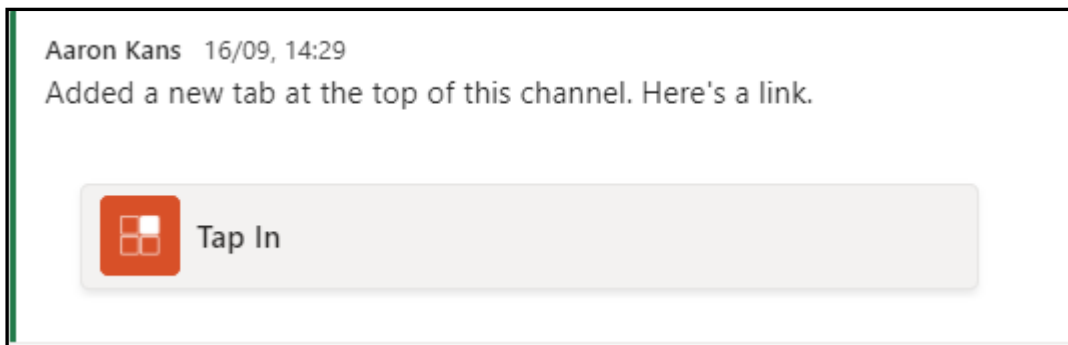 Aaron Kans 16/09, 14:29
Added a new tab at the top of this channel. Here's a link.
Tap In